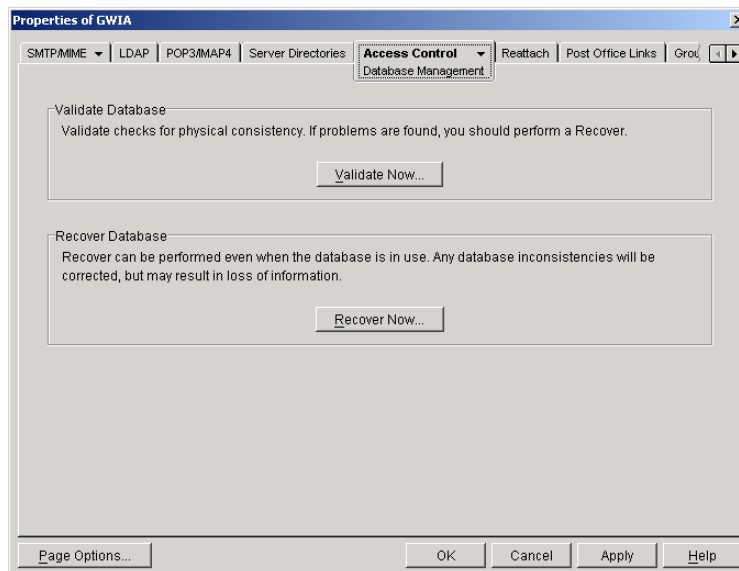 Properties of GWIA
SMTP/MIME LDAP POP3/IMAP4 Server Directories Access Control Reattach Post Office Links Grou
Database Management
Validate Database
Validate checks for physical consistency. If problems are found, you should perform a Recover.
Validate Now...
Recover Database
Recover can be performed even when the database is in use. Any database inconsistencies will be
corrected, but may result in loss of information.
Recover Now...
Page Options... OK Cancel Apply Help